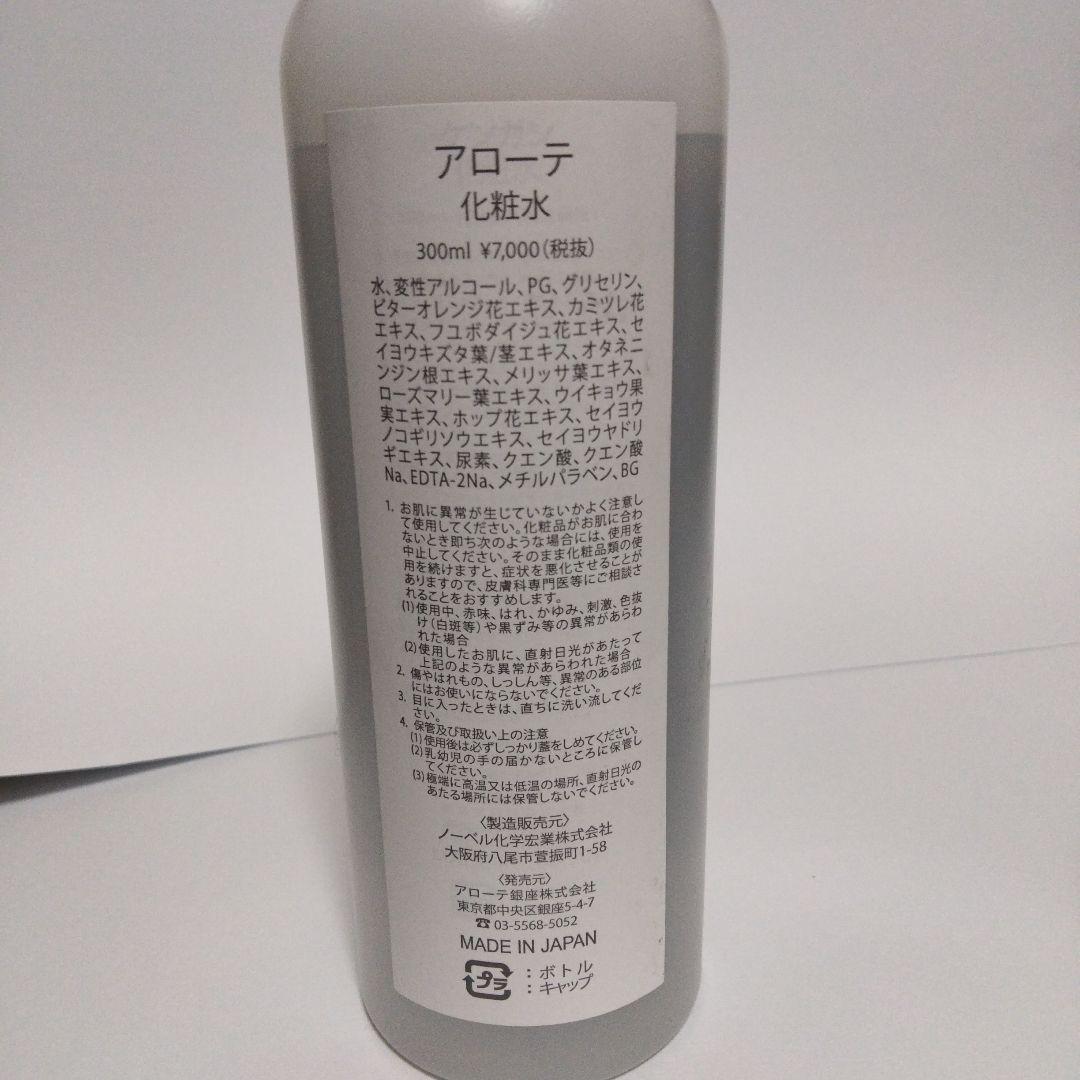 アローテ
化粧水
300ml ¥7,000(税抜)
水、変性アルコール、PG、グリセリン、
ビターオレンジ花エキス、カミツレ花
エキス、フユボダイジュ花エキス、セ
イヨウキズタ葉/茎エキス、オタネニ
ンジン根エキス、メリッサ葉エキス、
ローズマリー葉エキス、ウイキョウ果
実エキス、ホップ花エキス、セイヨウ
ノコギリソウエキス、セイヨウヤドリ
ギエキス、尿素、クエン酸、クエン酸
Na、EDTA-2Na、メチルパラベン、BG
1. お肌に異常が生じていないかよく注意し
て使用してください。化粧品がお肌に合わ
ないとき即ち次のような場合には、使用を
中止してください。そのまま化粧品類の使
用を続けますと、症状を悪化させることが
ありますので、皮膚科専門医等にご相談さ
れることをおすすめします。
(1)使用中、赤味、はれ、かゆみ、刺激、色抜
け(白斑等)や黒ずみ等の異常があらわ
れた場合
(2)使用したお肌に、直射日光があたって
上記のような異常があらわれた場合
2. 傷やはれもの、しっしん等、異常のある部位
にはお使いにならないでください。
3. 目に入ったときは、直ちに洗い流してくだ
さい。
4. 保管及び取扱い上の注意
(1)使用後は必ずしっかり蓋をしめてください。
(2)乳幼児の手の届かないところに保管し
てください。
(3)極端に高温又は低温の場所、直射日光の
あたる場所には保管しないでください。
〈製造販売元〉
ノーベル化学宏業株式会社
大阪府八尾市萱振町1-58
〈発売元〉
アローテ銀座株式会社
東京都中央区銀座5-4-7
☎ 03-5568-5052
MADE IN JAPAN
プラ : ボトル
: キャップ